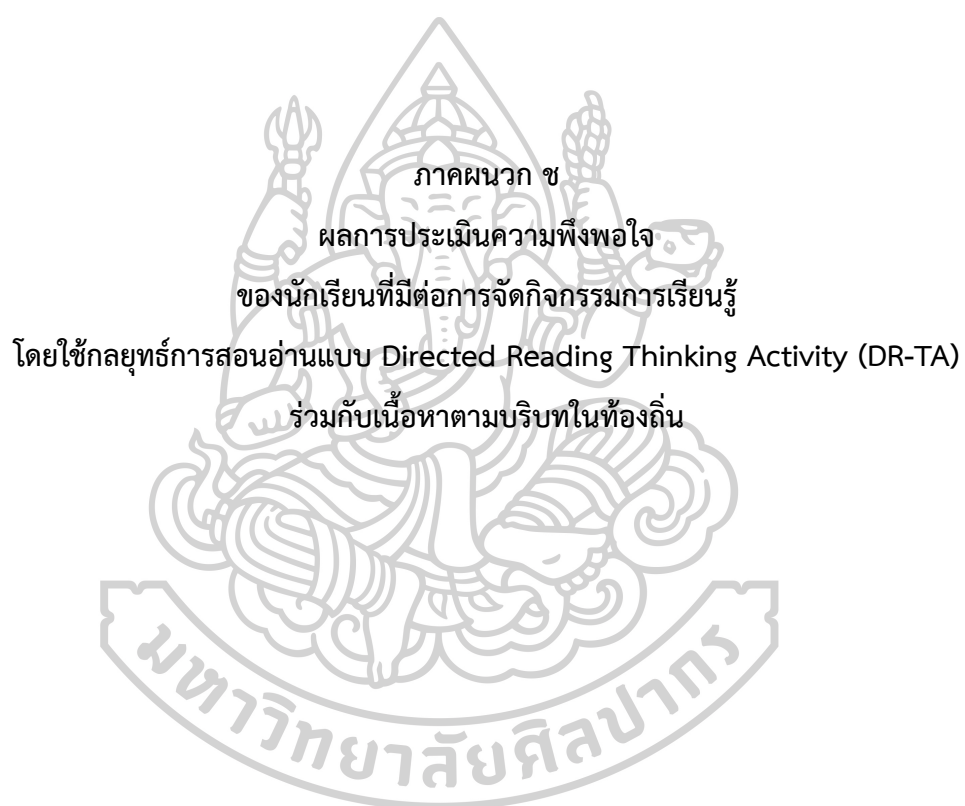 ภาคผนวก ช
ผลการประเมินความพึงพอใจ
ของนักเรียนที่มีต่อการจัดกิจกรรมการเรียนรู้
โดยใช้กลยุทธ์การสอนอ่านแบบ Directed Reading Thinking Activity (DR-TA)
ร่วมกับเนื้อหาตามบริบทในท้องถิ่น
มหาวิทยาลัยศิลปากร